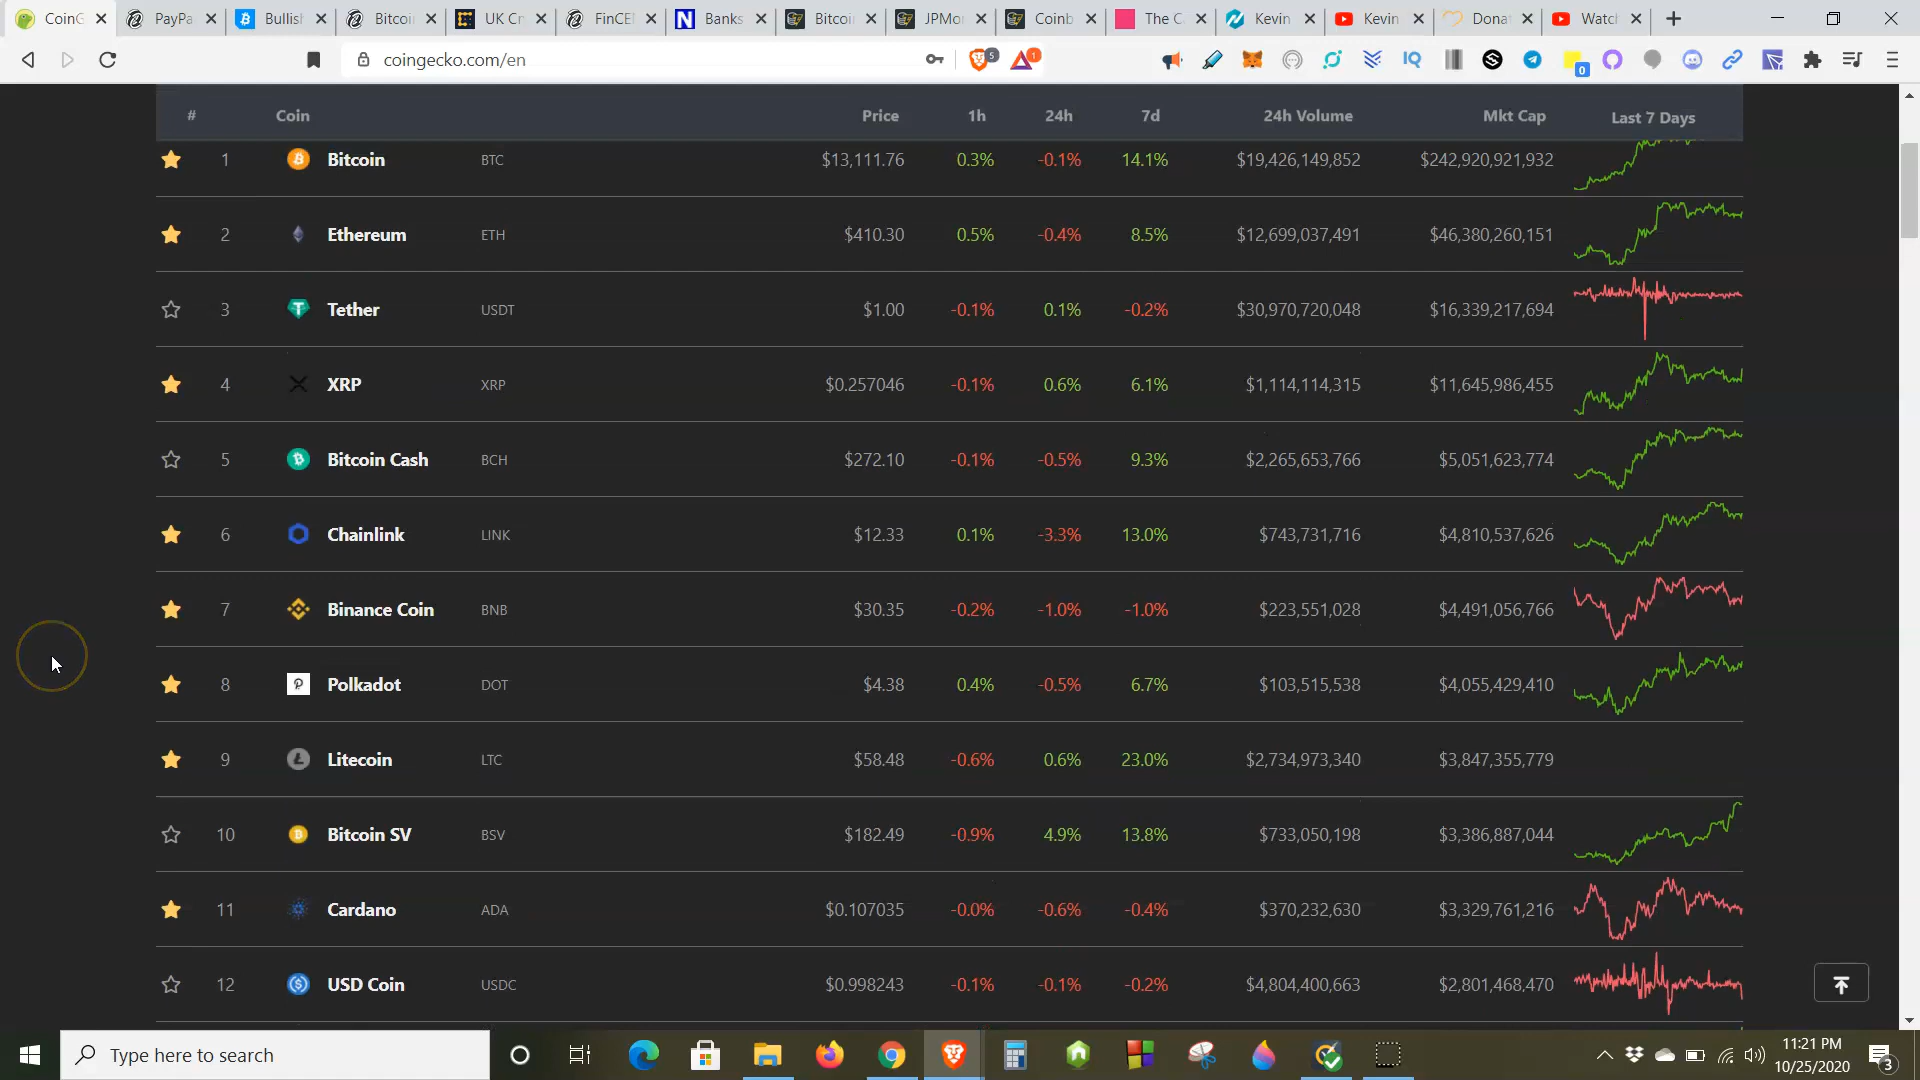 CoinG PayPa Bullish Bitcoi UK Cr FinCEN Banks Bitcoi JPMor Coinb The C Kevin Kevin Donat Watch
coingecko.com/en 5 1 IQ 0
# Coin Price 1h 24h 7d 24h Volume Mkt Cap Last 7 Days
1 Bitcoin BTC $13,111.76 0.3% -0.1% 14.1% $19,426,149,852 $242,920,921,932
2 Ethereum ETH $410.30 0.5% -0.4% 8.5% $12,699,037,491 $46,380,260,151
3 Tether USDT $1.00 -0.1% 0.1% -0.2% $30,970,720,048 $16,339,217,694
4 XRP XRP $0.257046 -0.1% 0.6% 6.1% $1,114,114,315 $11,645,986,455
5 Bitcoin Cash BCH $272.10 -0.1% -0.5% 9.3% $2,265,653,766 $5,051,623,774
6 Chainlink LINK $12.33 0.1% -3.3% 13.0% $743,731,716 $4,810,537,626
7 Binance Coin BNB $30.35 -0.2% -1.0% -1.0% $223,551,028 $4,491,056,766
8 Polkadot DOT $4.38 0.4% -0.5% 6.7% $103,515,538 $4,055,429,410
9 Litecoin LTC $58.48 -0.6% 0.6% 23.0% $2,734,973,340 $3,847,355,779
10 Bitcoin SV BSV $182.49 -0.9% 4.9% 13.8% $733,050,198 $3,386,887,044
11 Cardano ADA $0.107035 -0.0% -0.6% -0.4% $370,232,630 $3,329,761,216
12 USD Coin USDC $0.998243 -0.1% -0.1% -0.2% $4,804,400,663 $2,801,468,470
Type here to search 11:21 PM
10/25/2020 3